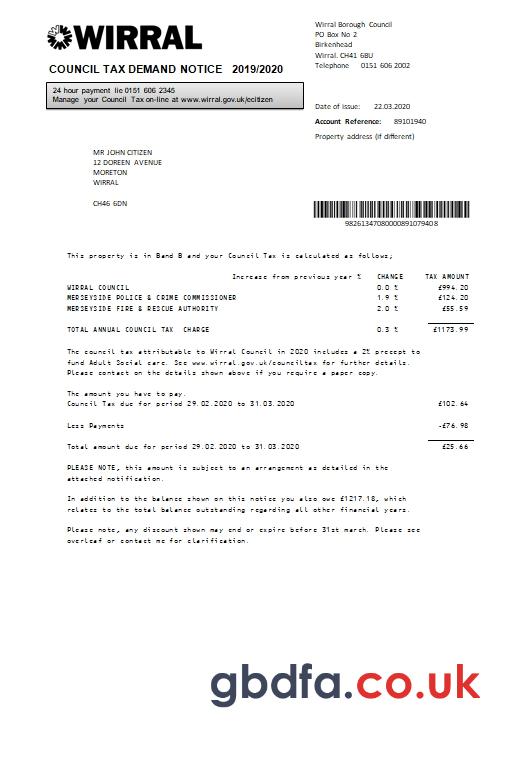 WIRRAL
COUNCIL TAX DEMAND NOTICE 2019/2020
24 hour payment lie 0151 606 2345
Manage your Council Tax on-line at www.wirral.gov.uk/ecitizen
Wirral Borough Council
PO Box No 2
Birkenhead
Wirral. CH41 6BU
Telephone 0151 606 2002
Date of issue: 22.03.2020
Account Reference: 89101940
Property address (if different)
MR JOHN CITIZEN
12 DOREEN AVENUE
MORETON
WIRRAL
CH46 6DN
98261347080000891079408
This property is in Band B and your Council Tax is calculated as follows;
Increase from previous year % CHANGE TAX AMOUNT
WIRRAL COUNCIL 0.0 % £994.20
MERSEYSIDE POLICE & CRIME COMMISSIONER 1.9 % £124.20
MERSEYSIDE FIRE & RESCUE AUTHORITY 2.0 % £55.59
TOTAL ANNUAL COUNCIL TAX CHARGE 0.3 % £1173.99
The council tax attributable to Wirral Council in 2020 includes a 2% precept to
fund Adult Social care. See www.wirral.gov.uk/counciltax for further details.
Please contact on the details shown above if you require a paper copy.
The amount you have to pay.
Council Tax due for period 29.02.2020 to 31.03.2020 £102.64
Less Payments -£76.98
Total amount due for period 29.02.2020 to 31.03.2020 £25.66
PLEASE NOTE, this amount is subject to an arrangement as detailed in the
attached notification.
In addition to the balance shown on this notice you also owe £1217.18, which
relates to the total balance outstanding regarding all other financial years.
Please note, any discount shown may end or expire before 31st march. Please see
overleaf or contact me for clarification.
gbdfa.co.uk